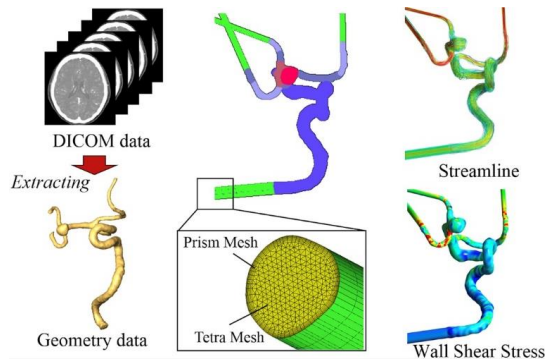 DICOM data
Extracting
Geometry data
Prism Mesh
Tetra Mesh
Streamline
Wall Shear Stress